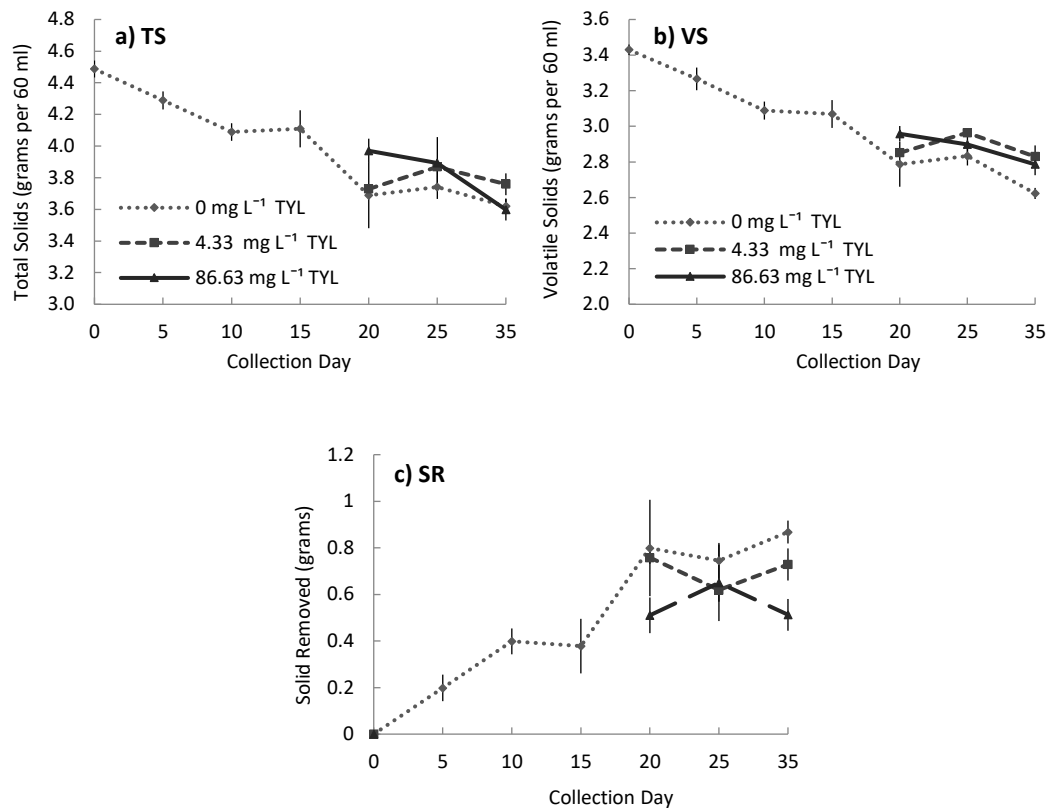 a) TS
Total Solids (grams per 60 ml)
4.8
4.6
4.4
4.2
4.0
3.8
3.6
3.4
3.2
3.0
0 mg L⁻¹ TYL
4.33 mg L⁻¹ TYL
86.63 mg L⁻¹ TYL
0 5 10 15 20 25 35
Collection Day
b) VS
Volatile Solids (grams per 60 ml)
3.6
3.4
3.2
3.0
2.8
2.6
2.4
2.2
2.0
0 mg L⁻¹ TYL
4.33 mg L⁻¹ TYL
86.63 mg L⁻¹ TYL
0 5 10 15 20 25 35
Collection Day
c) SR
Solid Removed (grams)
1.2
1
0.8
0.6
0.4
0.2
0
0 5 10 15 20 25 35
Collection Day